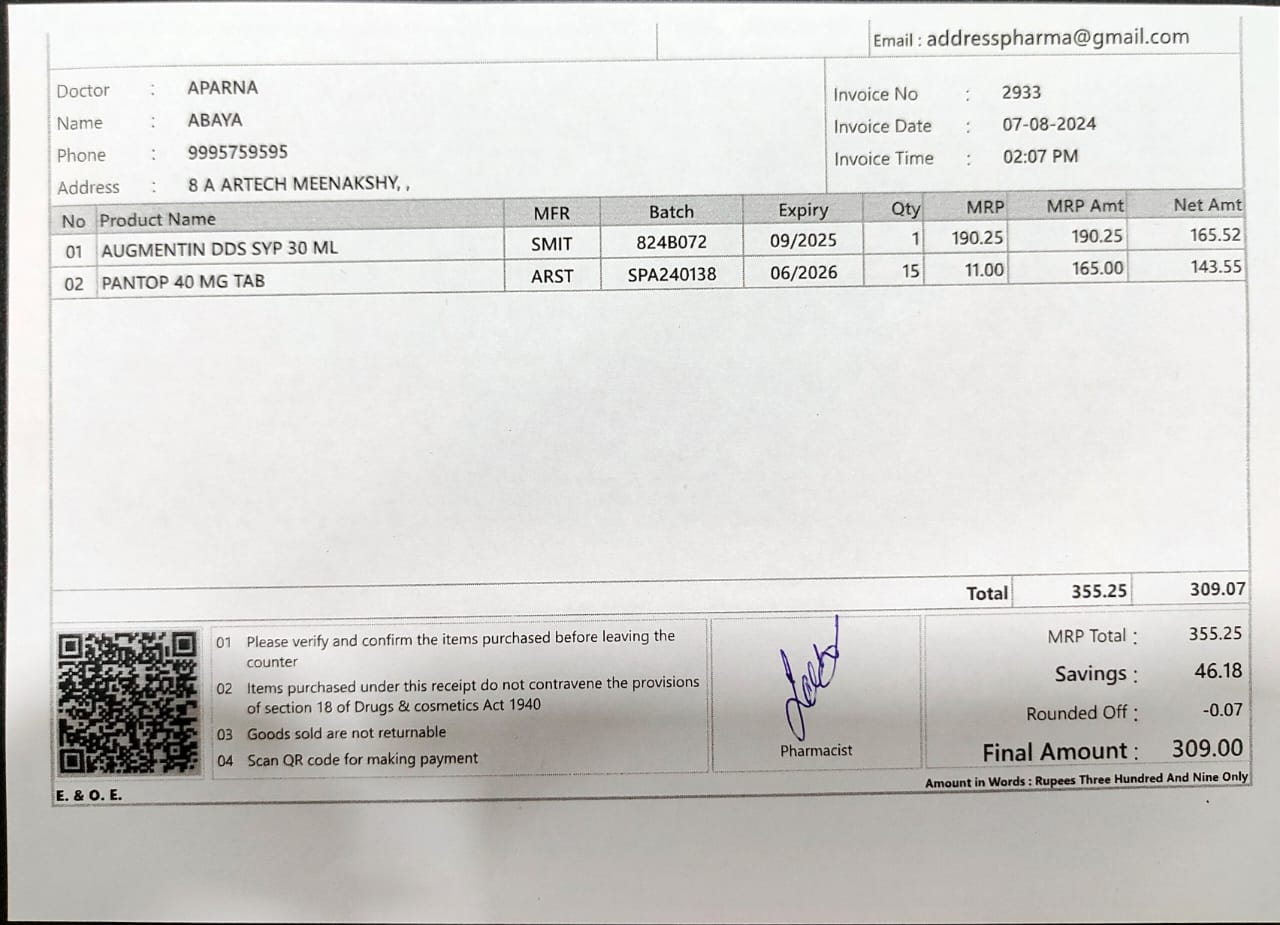 Email : addresspharma@gmail.com
Doctor : APARNA
Name : ABAYA
Phone : 9995759595
Address : 8 A ARTECH MEENAKSHY, ,
Invoice No : 2933
Invoice Date : 07-08-2024
Invoice Time : 02:07 PM
No Product Name MFR Batch Expiry Qty MRP MRP Amt Net Amt
01 AUGMENTIN DDS SYP 30 ML SMIT 824B072 09/2025 1 190.25 190.25 165.52
02 PANTOP 40 MG TAB ARST SPA240138 06/2026 15 11.00 165.00 143.55
Total 355.25 309.07
01 Please verify and confirm the items purchased before leaving the
counter
02 Items purchased under this receipt do not contravene the provisions
of section 18 of Drugs & cosmetics Act 1940
03 Goods sold are not returnable
04 Scan QR code for making payment
Pharmacist
MRP Total : 355.25
Savings : 46.18
Rounded Off : -0.07
Final Amount : 309.00
Amount in Words : Rupees Three Hundred And Nine Only
E. & O. E.